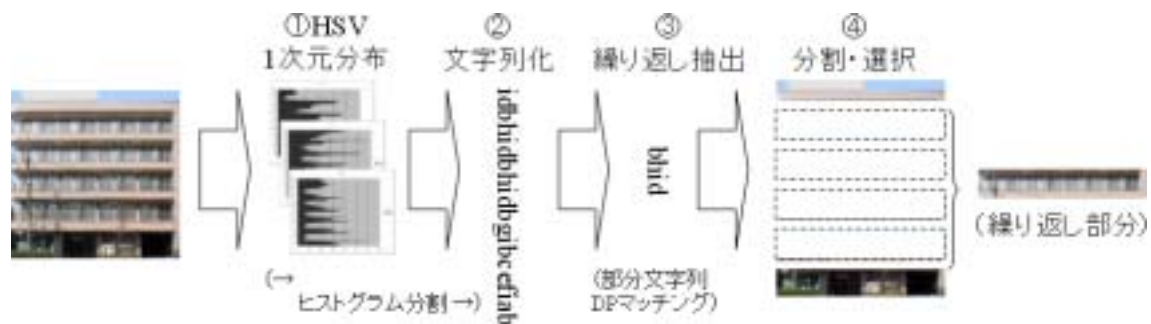 ①HSV
1次元分布
②
文字列化
③
繰り返し抽出
④
分割・選択
idbhidbhidbgibcefiab
bhid
(繰り返し部分)
(→
ヒストグラム分割→)
(部分文字列
DPマッチング)